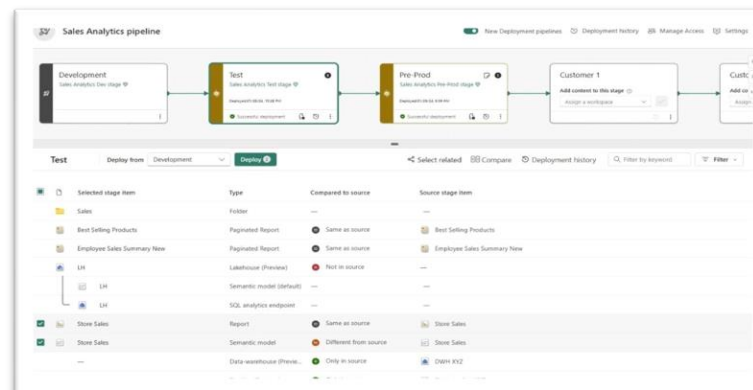 Sales Analytics pipeline
New Deployment pipelines Deployment history Manage Access Settings
Development
Sales Analytics Dev stage
Test
Sales Analytics Test stage
Successful deployment
Pre-Prod
Sales Analytics Pre-Prod stage
Successful deployment
Customer 1
Add content to this stage
Assign a workspace
Test Deploy from Development Deploy Select related Compare Deployment history Filter by keyword Filter
Selected stage item Type Compared to source Source stage item
Sales Folder — —
Best Selling Products Paginated Report Same as source Best Selling Products
Employee Sales Summary New Paginated Report Same as source Employee Sales Summary New
LH Lakehouse (Preview) Not in source —
LH Semantic model (default) —
LH SQL analytics endpoint — —
Store Sales Report Same as source Store Sales
Store Sales Semantic model Different from source Store Sales
— Data-warehouse (Previe... Only in source DWH XYZ